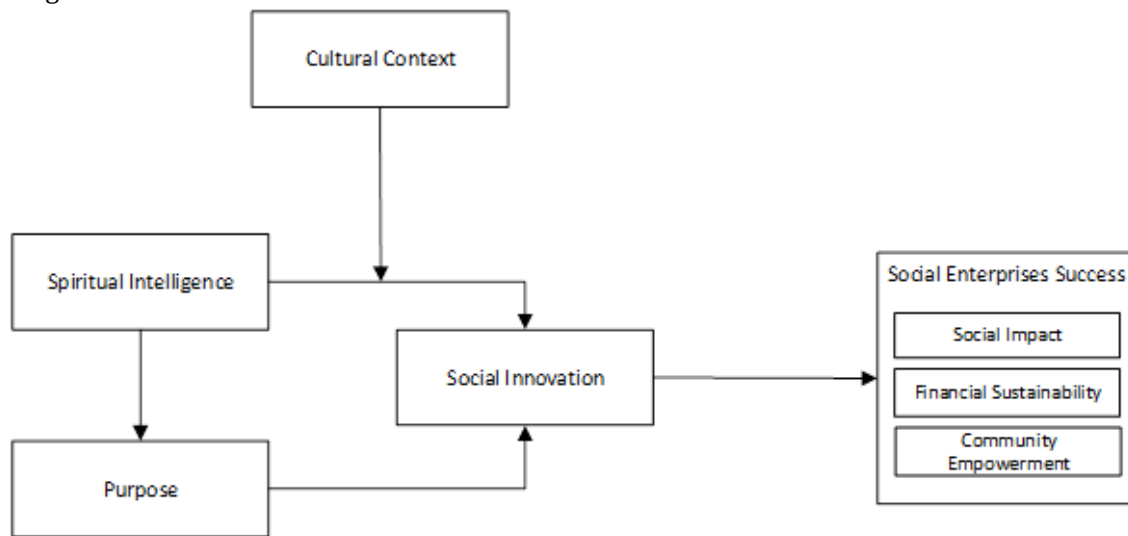 Cultural Context
Spiritual Intelligence
Social Enterprises Success
Social Impact
Social Innovation
Financial Sustainability
Community
Empowerment
Purpose